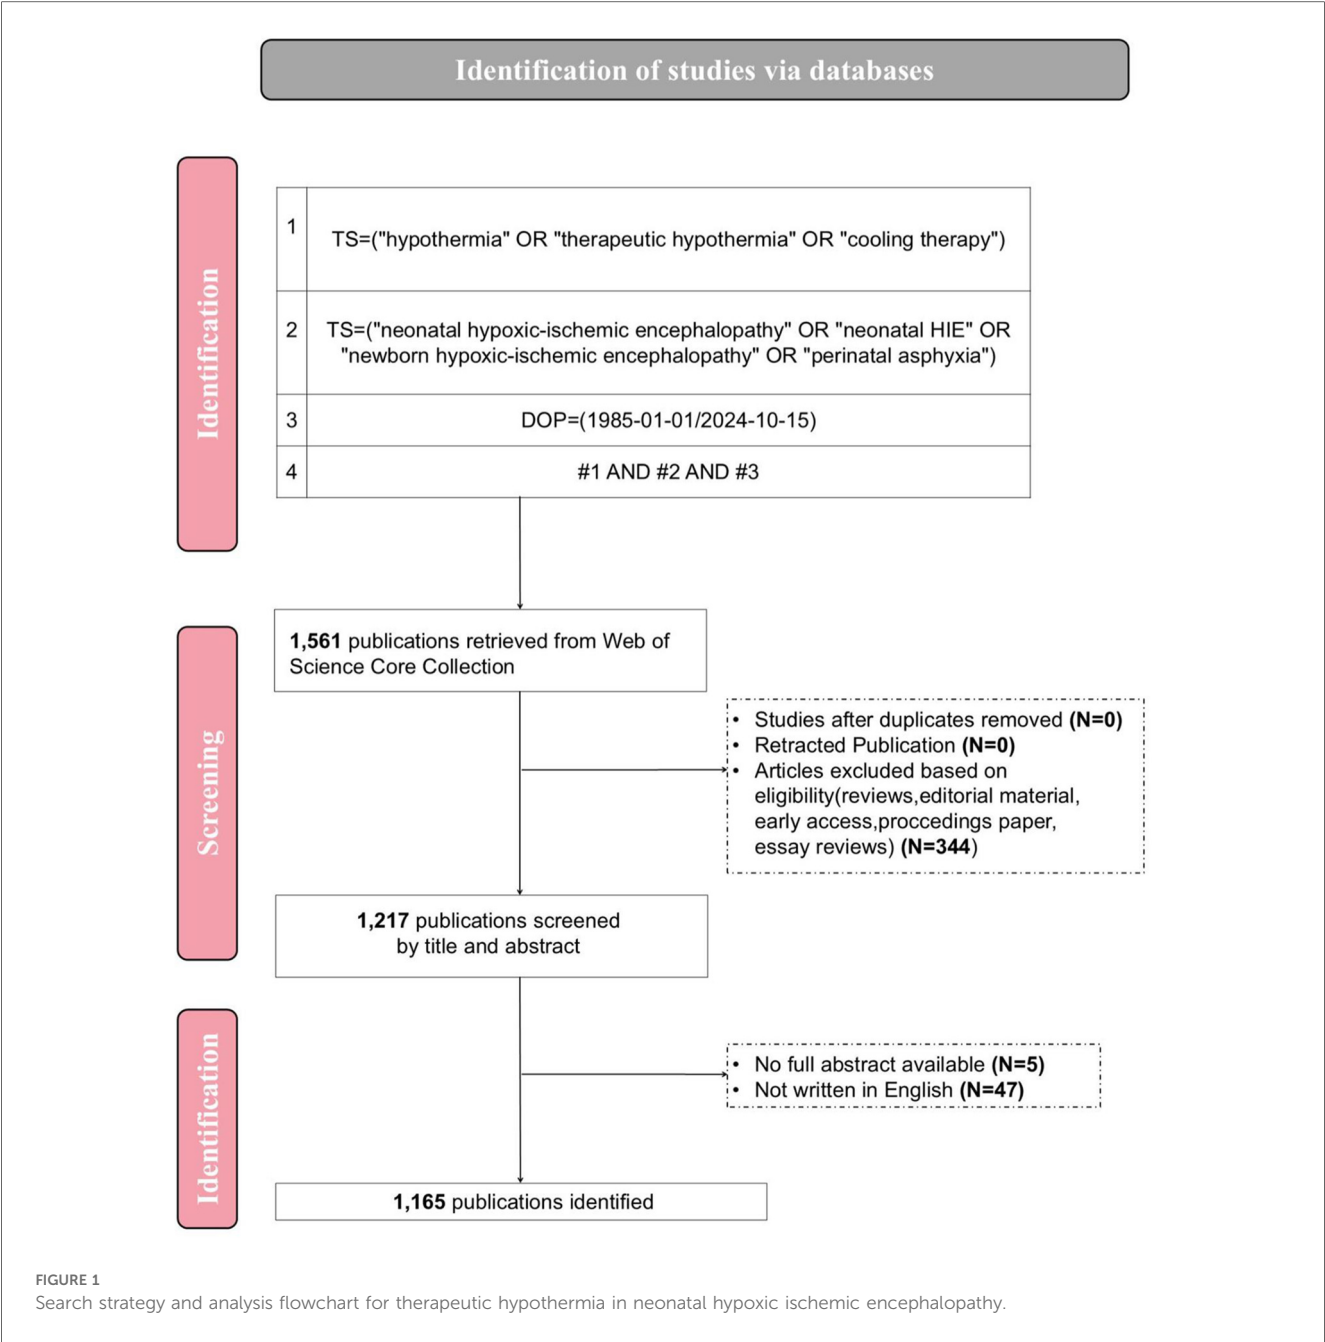 Identification of studies via databases
Identification
1
TS=("hypothermia" OR "therapeutic hypothermia" OR "cooling therapy")
2
TS=("neonatal hypoxic-ischemic encephalopathy" OR "neonatal HIE" OR
"newborn hypoxic-ischemic encephalopathy" OR "perinatal asphyxia")
3
DOP=(1985-01-01/2024-10-15)
4
#1 AND #2 AND #3
Screening
1,561 publications retrieved from Web of
Science Core Collection
• Studies after duplicates removed (N=0)
• Retracted Publication (N=0)
• Articles excluded based on
eligibility(reviews,editorial material,
early access,proccedings paper,
essay reviews) (N=344)
1,217 publications screened
by title and abstract
Identification
• No full abstract available (N=5)
• Not written in English (N=47)
1,165 publications identified
FIGURE 1
Search strategy and analysis flowchart for therapeutic hypothermia in neonatal hypoxic ischemic encephalopathy.